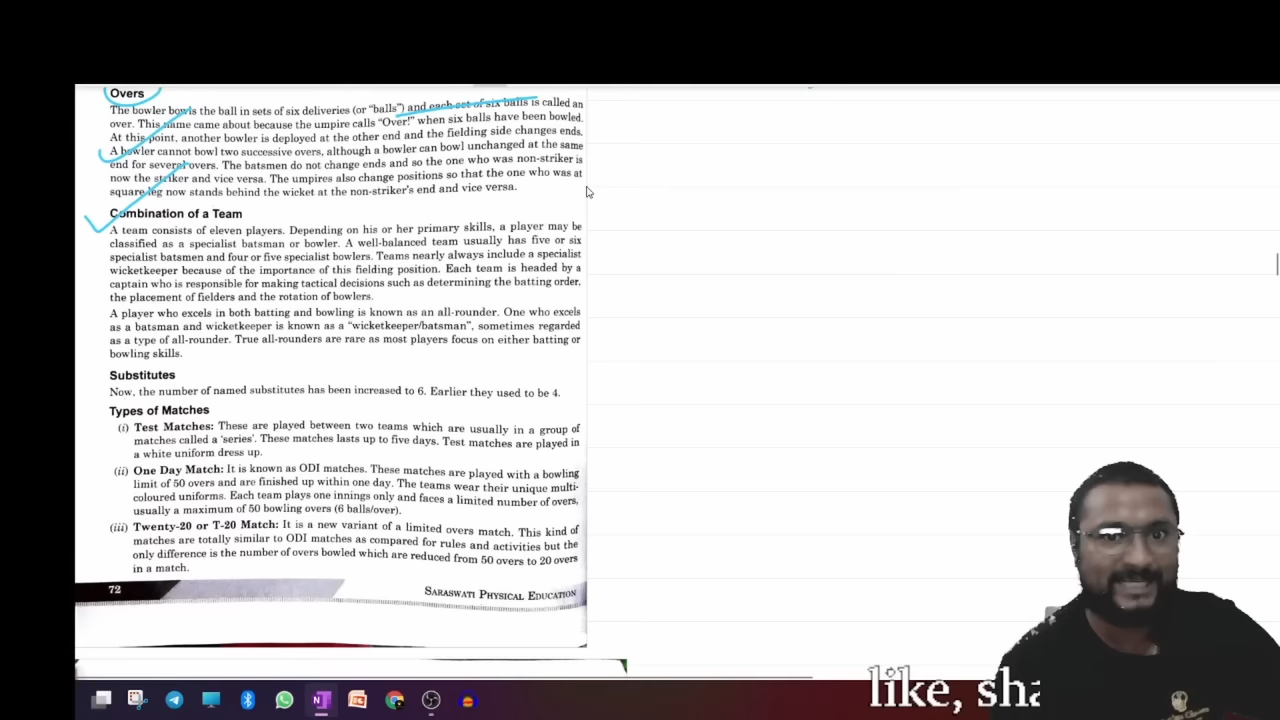 Overs
The bowler bowls the ball in sets of six deliveries (or “balls”) and each set of six balls is called an
over. This name came about because the umpire calls “Over!” when six balls have been bowled.
At this point, another bowler is deployed at the other end and the fielding side changes ends.
A bowler cannot bowl two successive overs, although a bowler can bowl unchanged at the same
end for several overs. The batsmen do not change ends and so the one who was non-striker is
now the striker and vice versa. The umpires also change positions so that the one who was at
square leg now stands behind the wicket at the non-striker's end and vice versa.
Combination of a Team
A team consists of eleven players. Depending on his or her primary skills, a player may be
classified as a specialist batsman or bowler. A well-balanced team usually has five or six
specialist batsmen and four or five specialist bowlers. Teams nearly always include a specialist
wicketkeeper because of the importance of this fielding position. Each team is headed by a
captain who is responsible for making tactical decisions such as determining the batting order,
the placement of fielders and the rotation of bowlers.
A player who excels in both batting and bowling is known as an all-rounder. One who excels
as a batsman and wicketkeeper is known as a “wicketkeeper/batsman”, sometimes regarded
as a type of all-rounder. True all-rounders are rare as most players focus on either batting or
bowling skills.
Substitutes
Now, the number of named substitutes has been increased to 6. Earlier they used to be 4.
Types of Matches
(i) Test Matches: These are played between two teams which are usually in a group of
matches called a ‘series’. These matches lasts up to five days. Test matches are played in
a white uniform dress up.
(ii) One Day Match: It is known as ODI matches. These matches are played with a bowling
limit of 50 overs and are finished up within one day. The teams wear their unique multi-
coloured uniforms. Each team plays one innings only and faces a limited number of overs,
usually a maximum of 50 bowling overs (6 balls/over).
(iii) Twenty-20 or T-20 Match: It is a new variant of a limited overs match. This kind of
matches are totally similar to ODI matches as compared for rules and activities but the
only difference is the number of overs bowled which are reduced from 50 overs to 20 overs
in a match.
72
SARASWATI PHYSICAL EDUCATION
like, sha